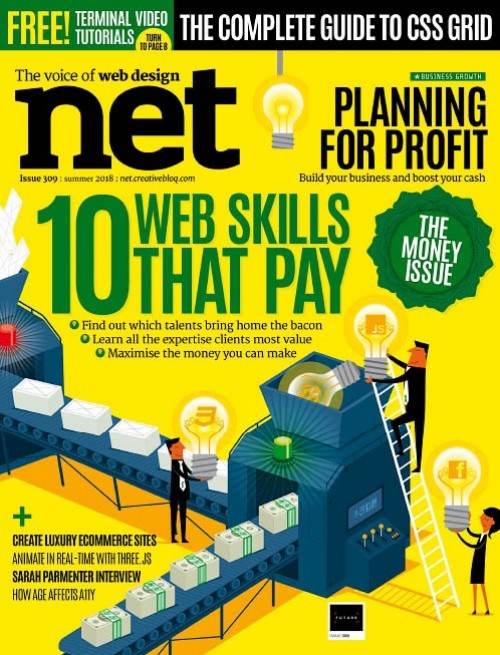 FREE! TERMINAL VIDEO
TUTORIALS
TURN
TO PAGE 8
THE COMPLETE GUIDE TO CSS GRID
The voice of web design
net
Issue 309 : summer 2018 : net.creativebloq.com
★ BUSINESS GROWTH
PLANNING
FOR PROFIT
Build your business and boost your cash
10 WEB SKILLS
THAT PAY
THE
MONEY
ISSUE
Find out which talents bring home the bacon
Learn all the expertise clients most value
Maximise the money you can make
JS
3
f
+
CREATE LUXURY ECOMMERCE SITES
ANIMATE IN REAL-TIME WITH THREE.JS
SARAH PARMENTER INTERVIEW
HOW AGE AFFECTS A11Y
FUTURE
ISSUE 309